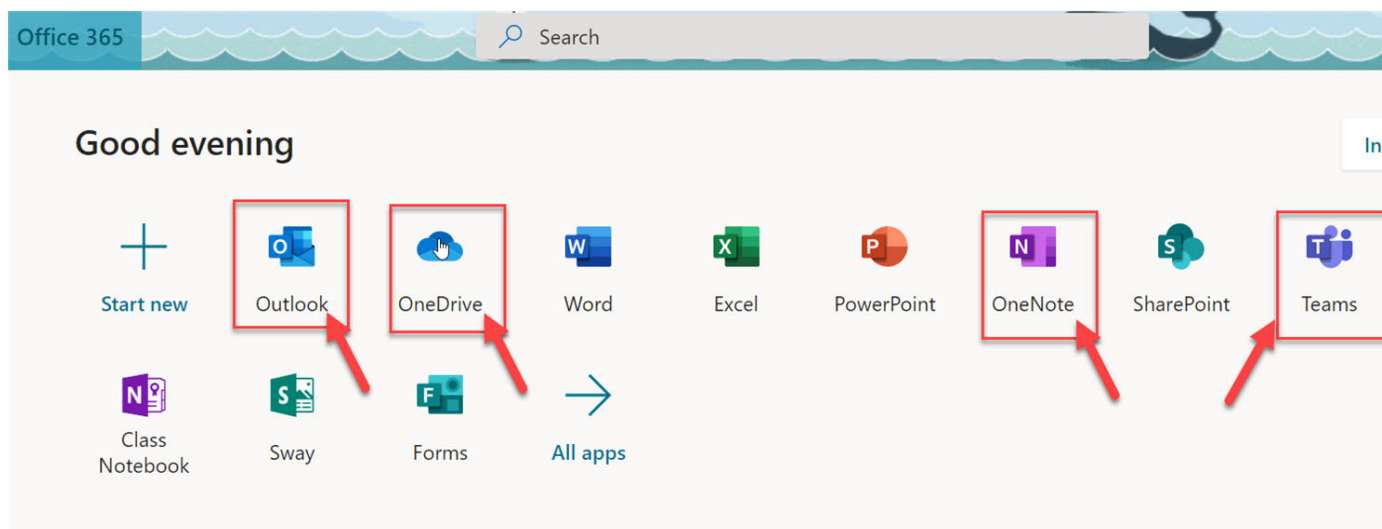 Office 365
Search
Good evening
In
Start new
Outlook
OneDrive
Word
Excel
PowerPoint
OneNote
SharePoint
Teams
Class
Notebook
Sway
Forms
All apps